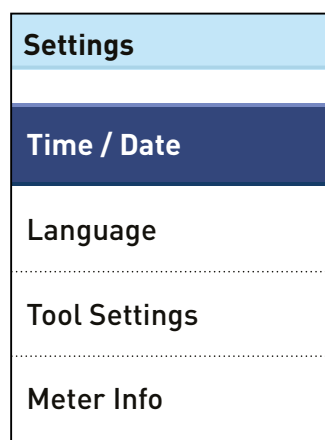 Settings
Time / Date
Language
Tool Settings
Meter Info